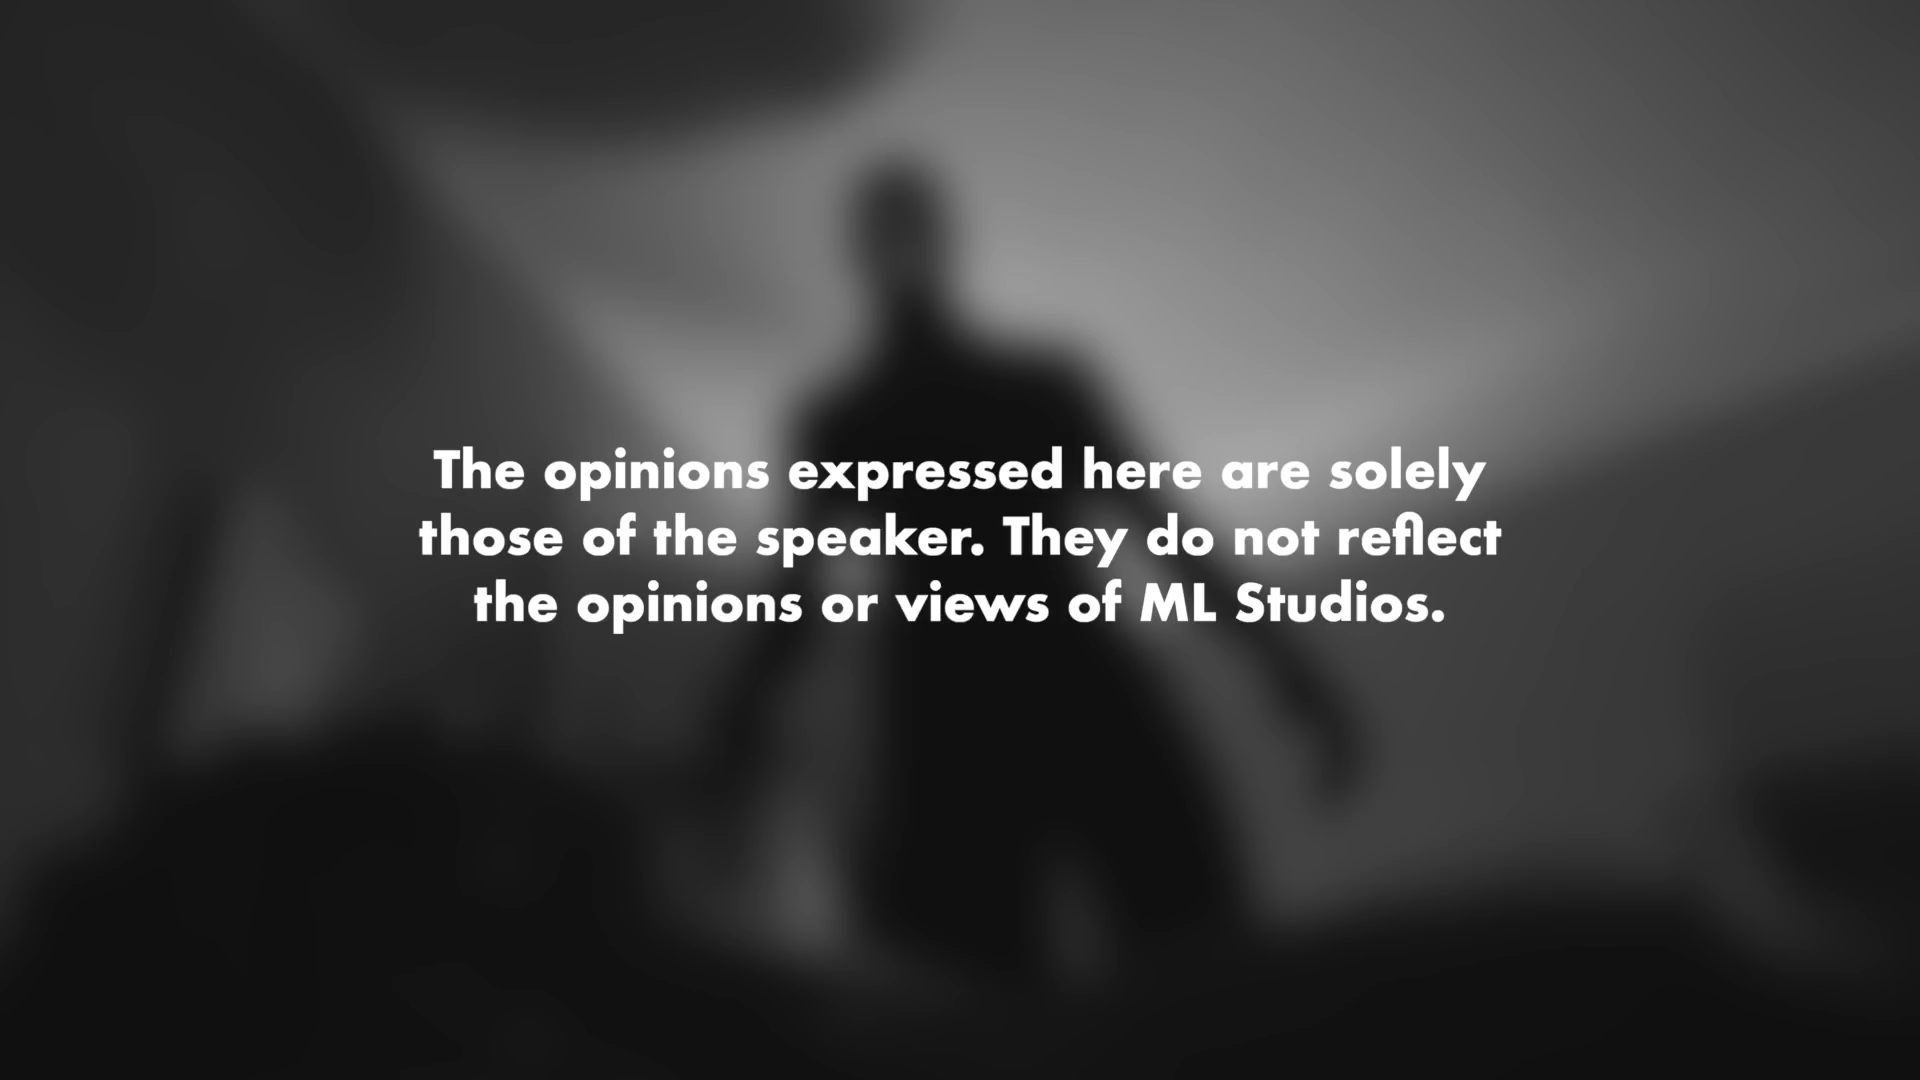 The opinions expressed here are solely
those of the speaker. They do not reflect
the opinions or views of ML Studios.